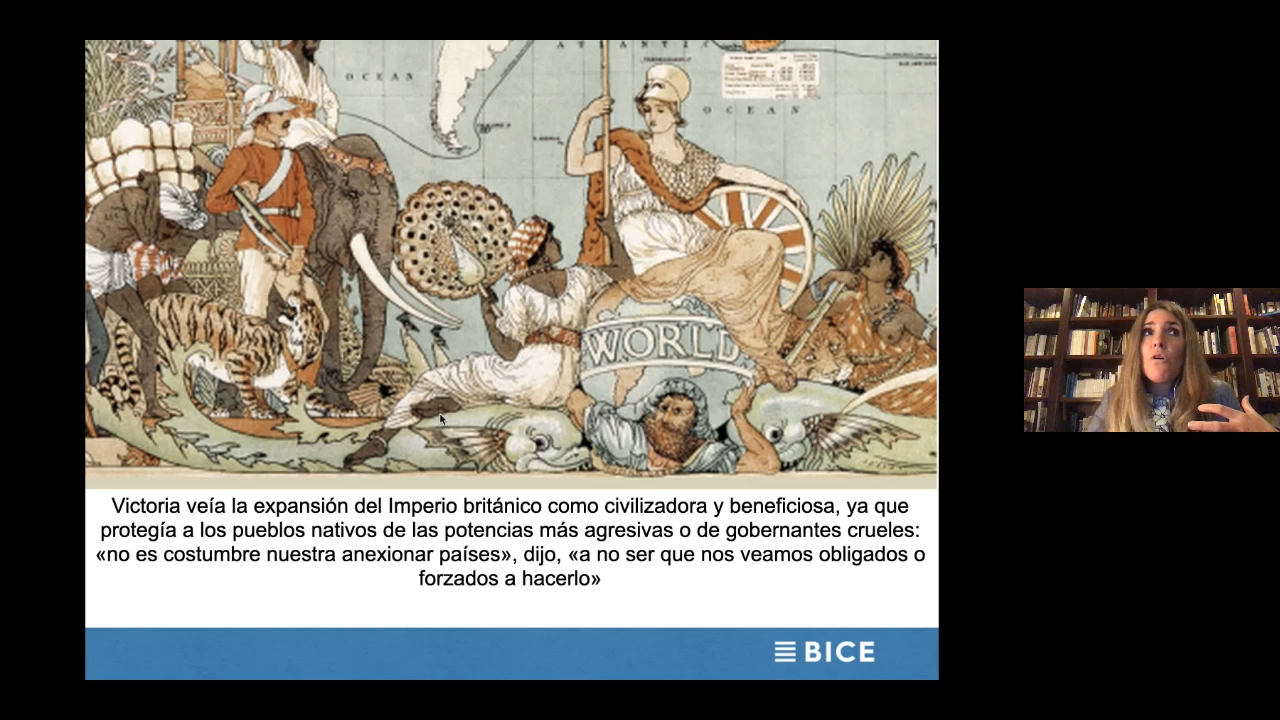 ATLANTIC
OCEAN
OCEAN
WORLD
Victoria veía la expansión del Imperio británico como civilizadora y beneficiosa, ya que
protegía a los pueblos nativos de las potencias más agresivas o de gobernantes crueles:
«no es costumbre nuestra anexionar países», dijo, «a no ser que nos veamos obligados o
forzados a hacerlo»
BICE